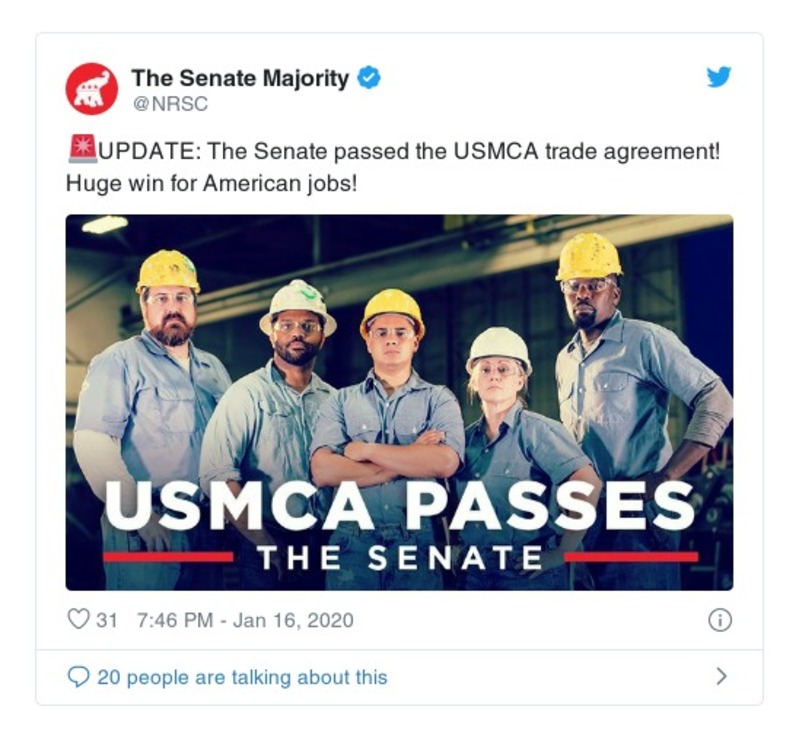 The Senate Majority
@NRSC
🚨UPDATE: The Senate passed the USMCA trade agreement!
Huge win for American jobs!
USMCA PASSES
THE SENATE
31 7:46 PM - Jan 16, 2020
20 people are talking about this